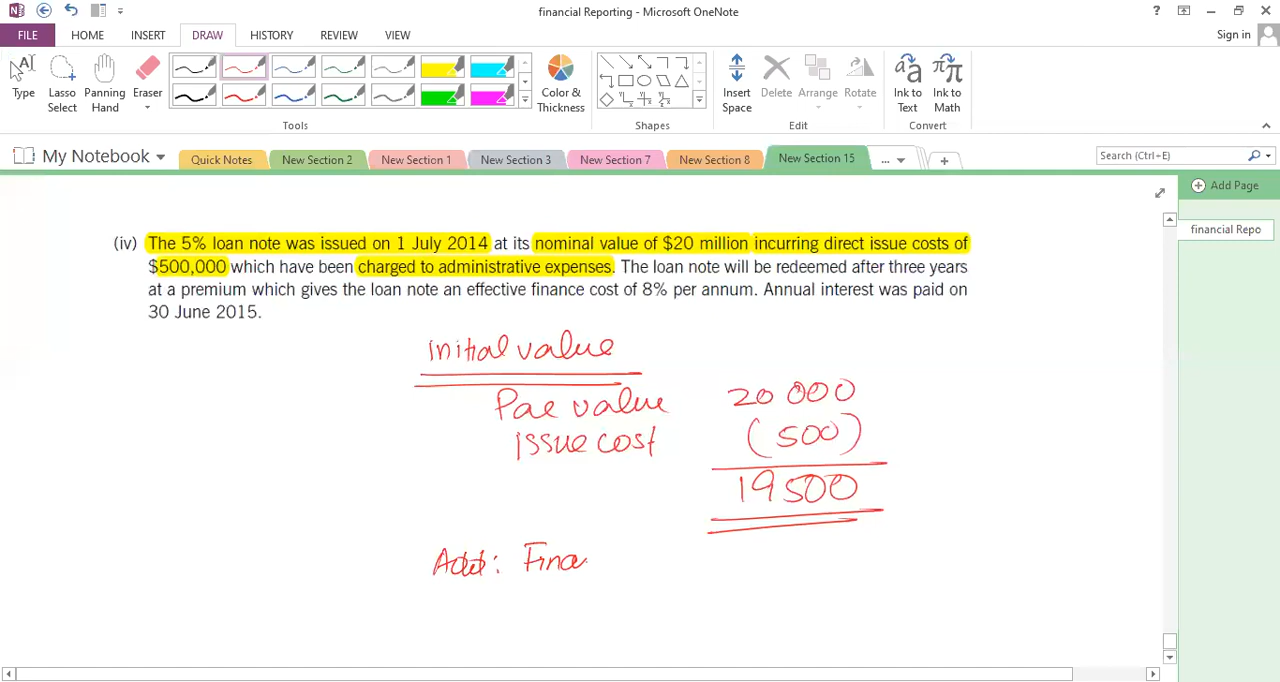 financial Reporting - Microsoft OneNote
?
FILE HOME INSERT DRAW HISTORY REVIEW VIEW
Sign in
Type
Lasso Select
Panning Hand
Eraser
Color & Thickness
Insert Space
Delete
Arrange
Rotate
Ink to Text
Ink to Math
Tools
Shapes
Edit
Convert
My Notebook
Quick Notes
New Section 2
New Section 1
New Section 3
New Section 7
New Section 8
New Section 15
...
Search (Ctrl+E)
Add Page
financial Repo
(iv) The 5% loan note was issued on 1 July 2014 at its nominal value of $20 million incurring direct issue costs of
$500,000 which have been charged to administrative expenses. The loan note will be redeemed after three years
at a premium which gives the loan note an effective finance cost of 8% per annum. Annual interest was paid on
30 June 2015.
Initial value
Par value 20 000
Issue cost (500)
19500
Add: Fina